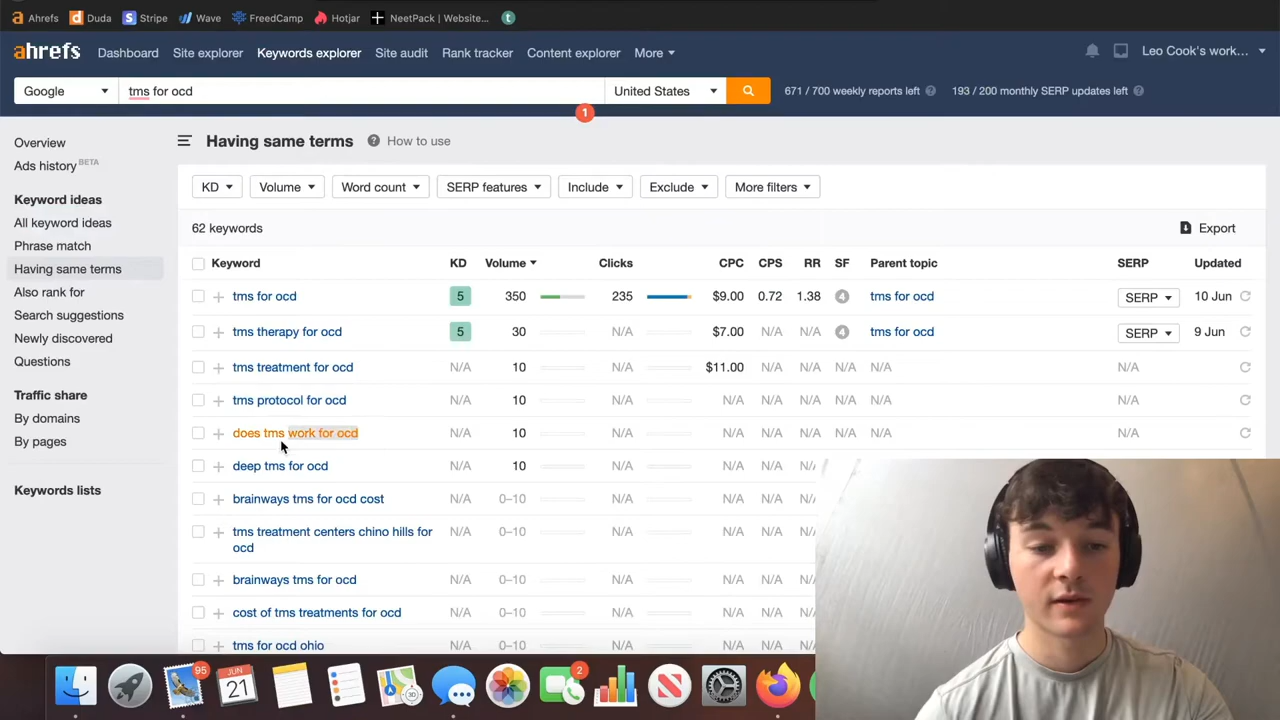 Ahrefs Duda Stripe Wave FreedCamp Hotjar NeetPack | Website...
ahrefs Dashboard Site explorer Keywords explorer Site audit Rank tracker Content explorer More Leo Cook's work...
Google tms for ocd United States 671 / 700 weekly reports left 193 / 200 monthly SERP updates left
1
Overview
Ads history BETA
Keyword ideas
All keyword ideas
Phrase match
Having same terms
Also rank for
Search suggestions
Newly discovered
Questions
Traffic share
By domains
By pages
Keywords lists
Having same terms ? How to use
KD Volume Word count SERP features Include Exclude More filters
62 keywords Export
Keyword KD Volume Clicks CPC CPS RR SF Parent topic SERP Updated
tms for ocd 5 350 235 $9.00 0.72 1.38 4 tms for ocd SERP 10 Jun
tms therapy for ocd 5 30 N/A $7.00 N/A N/A 4 tms for ocd SERP 9 Jun
tms treatment for ocd N/A 10 N/A $11.00 N/A N/A N/A N/A N/A
tms protocol for ocd N/A 10 N/A N/A N/A N/A N/A N/A N/A
does tms work for ocd N/A 10 N/A N/A N/A N/A N/A N/A N/A
deep tms for ocd N/A 10 N/A N/A
brainways tms for ocd cost N/A 0–10 N/A N/A
tms treatment centers chino hills for
ocd N/A 0–10 N/A N/A
brainways tms for ocd N/A 0–10 N/A N/A
cost of tms treatments for ocd N/A 0–10 N/A N/A
tms for ocd ohio N/A 0–10 N/A N/A
95 JUN 21 2